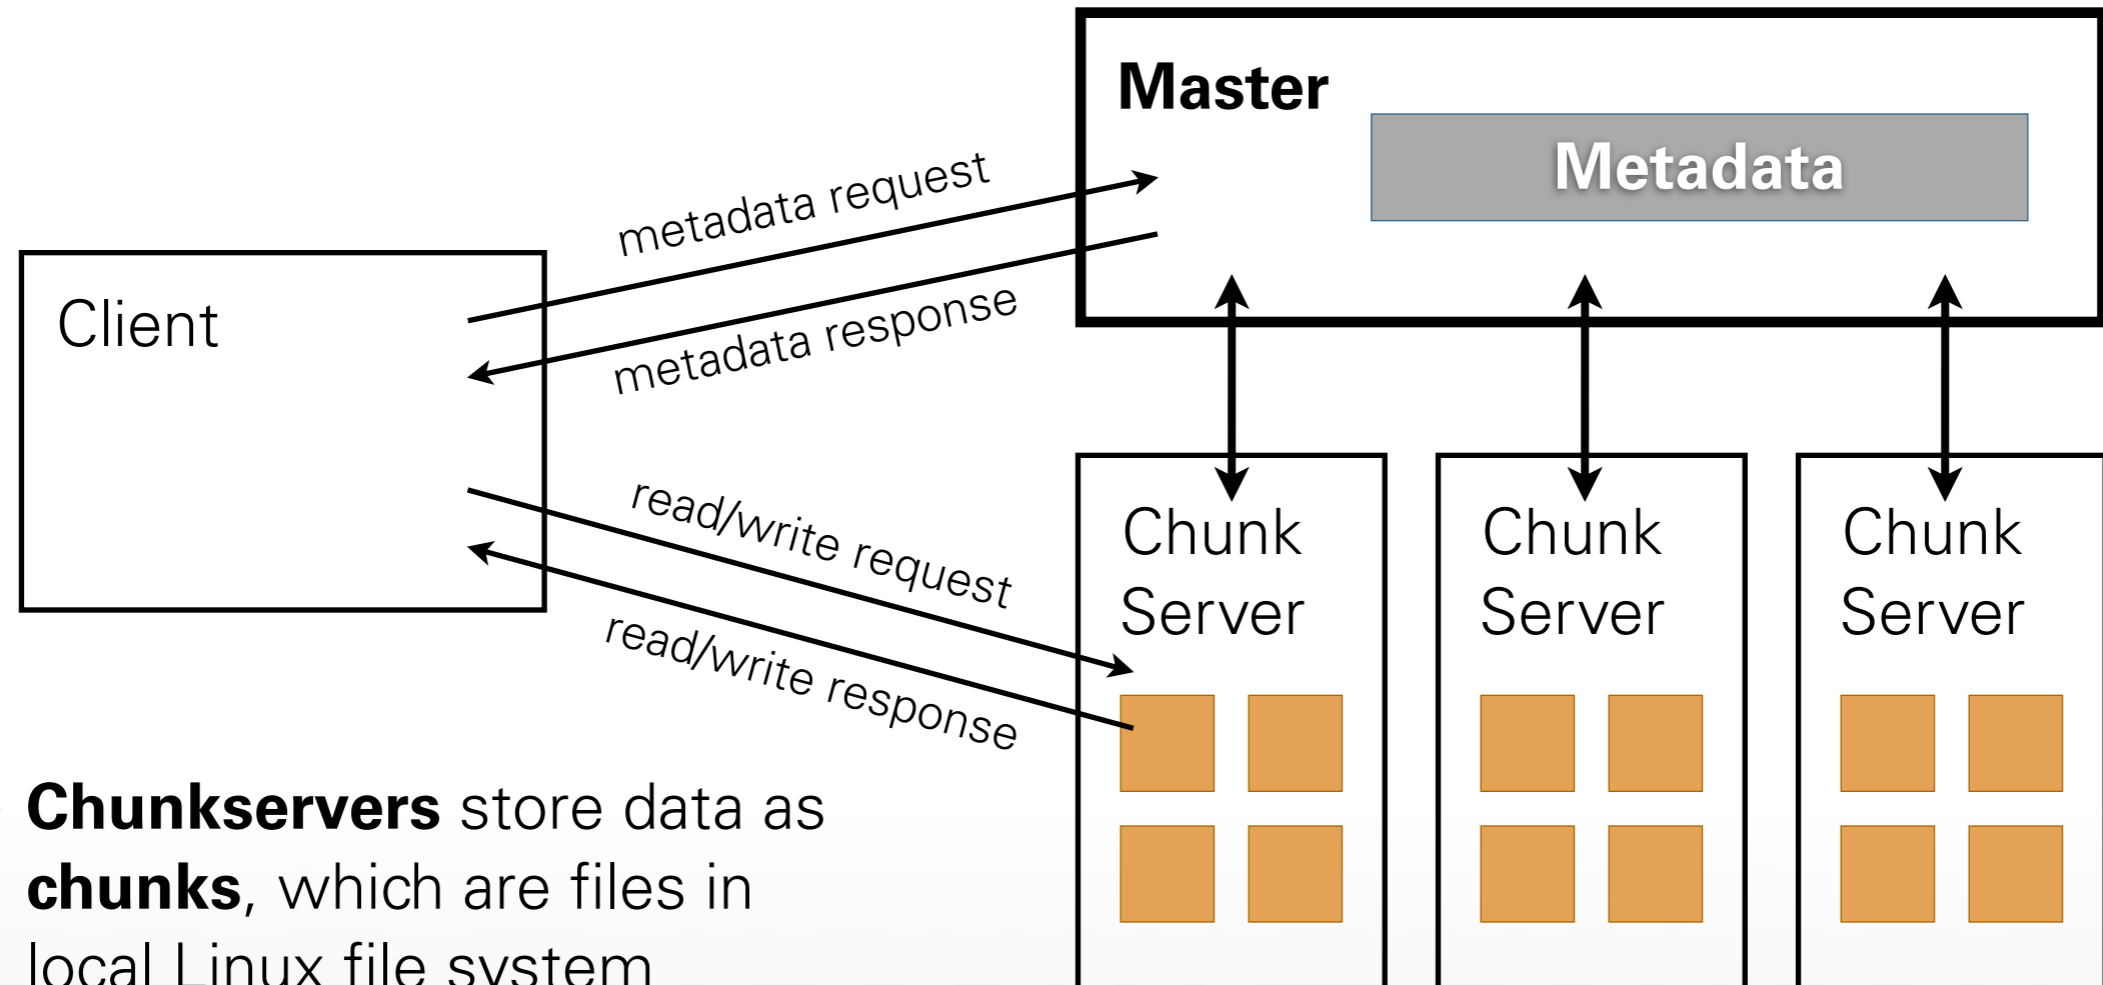 Master
Metadata
metadata request
metadata response
Client
read/write request
read/write response
Chunk
Server
Chunk
Server
Chunk
Server
Chunkservers store data as
chunks, which are files in
local Linux file system